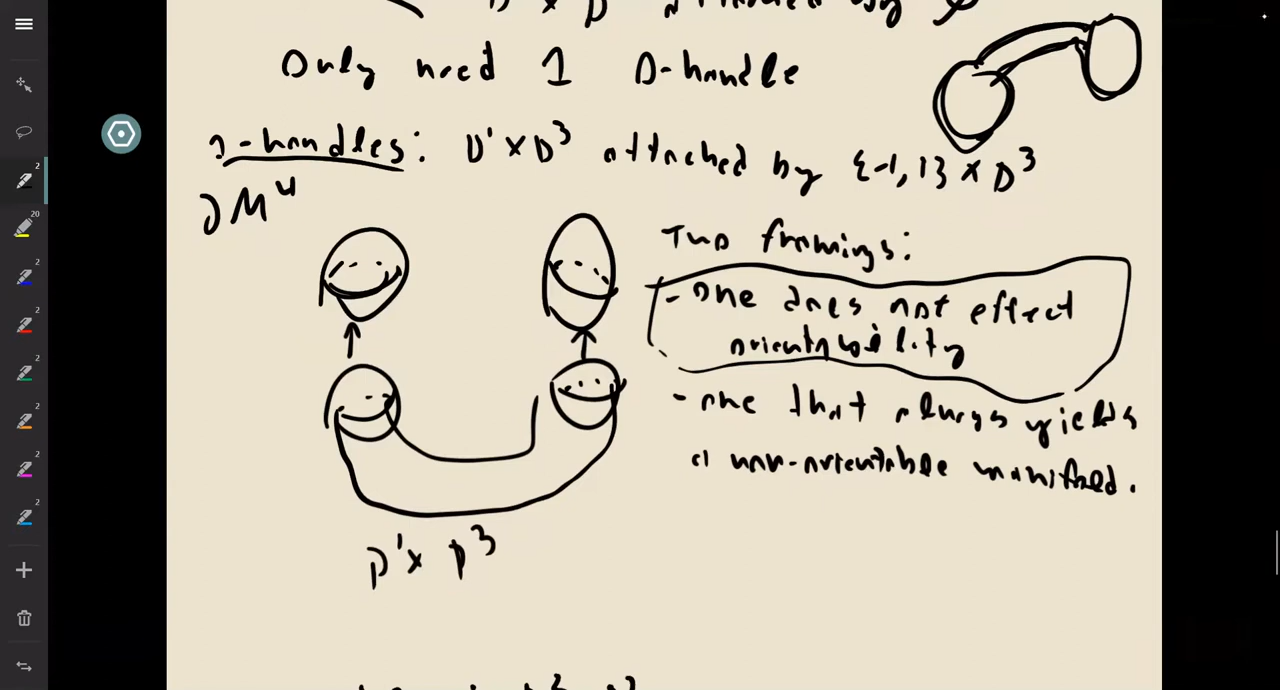 Only need 1 0-handle
1-handles: D¹ × D³ attached by {-1, 1} × D³
∂M⁴
Two framings:
- one does not effect
orientability
- one that always yields
a non-orientable manifold.
D¹ × D³